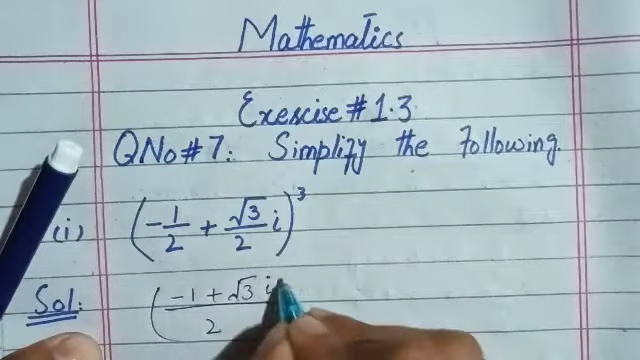 Mathematics
Exercise # 1.3
QNo # 7: Simplify the Following.
(i) (-1/2 + √3/2 i)³
Sol: (-1 + √3 i / 2